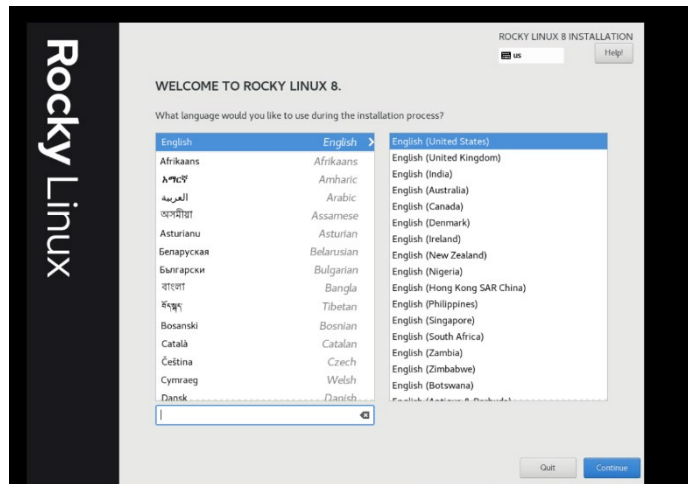 Rocky Linux
ROCKY LINUX 8 INSTALLATION
us
Help!
WELCOME TO ROCKY LINUX 8.
What language would you like to use during the installation process?
English English
Afrikaans Afrikaans
አማርኛ Amharic
العربية Arabic
অসমীয়া Assamese
Asturianu Asturian
Беларуская Belarusian
Български Bulgarian
বাংলা Bangla
Tibetan
Bosanski Bosnian
Català Catalan
Čeština Czech
Cymraeg Welsh
Dansk Danish
English (United States)
English (United Kingdom)
English (India)
English (Australia)
English (Canada)
English (Denmark)
English (Ireland)
English (New Zealand)
English (Nigeria)
English (Hong Kong SAR China)
English (Philippines)
English (Singapore)
English (South Africa)
English (Zambia)
English (Zimbabwe)
English (Botswana)
Quit
Continue